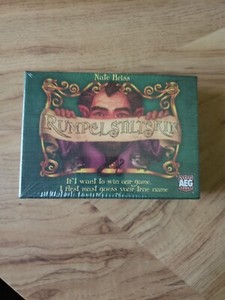 Nate Heiss
RUMPELSTILTSKIN
If I want to win our game,
I first must guess your true name
AEG